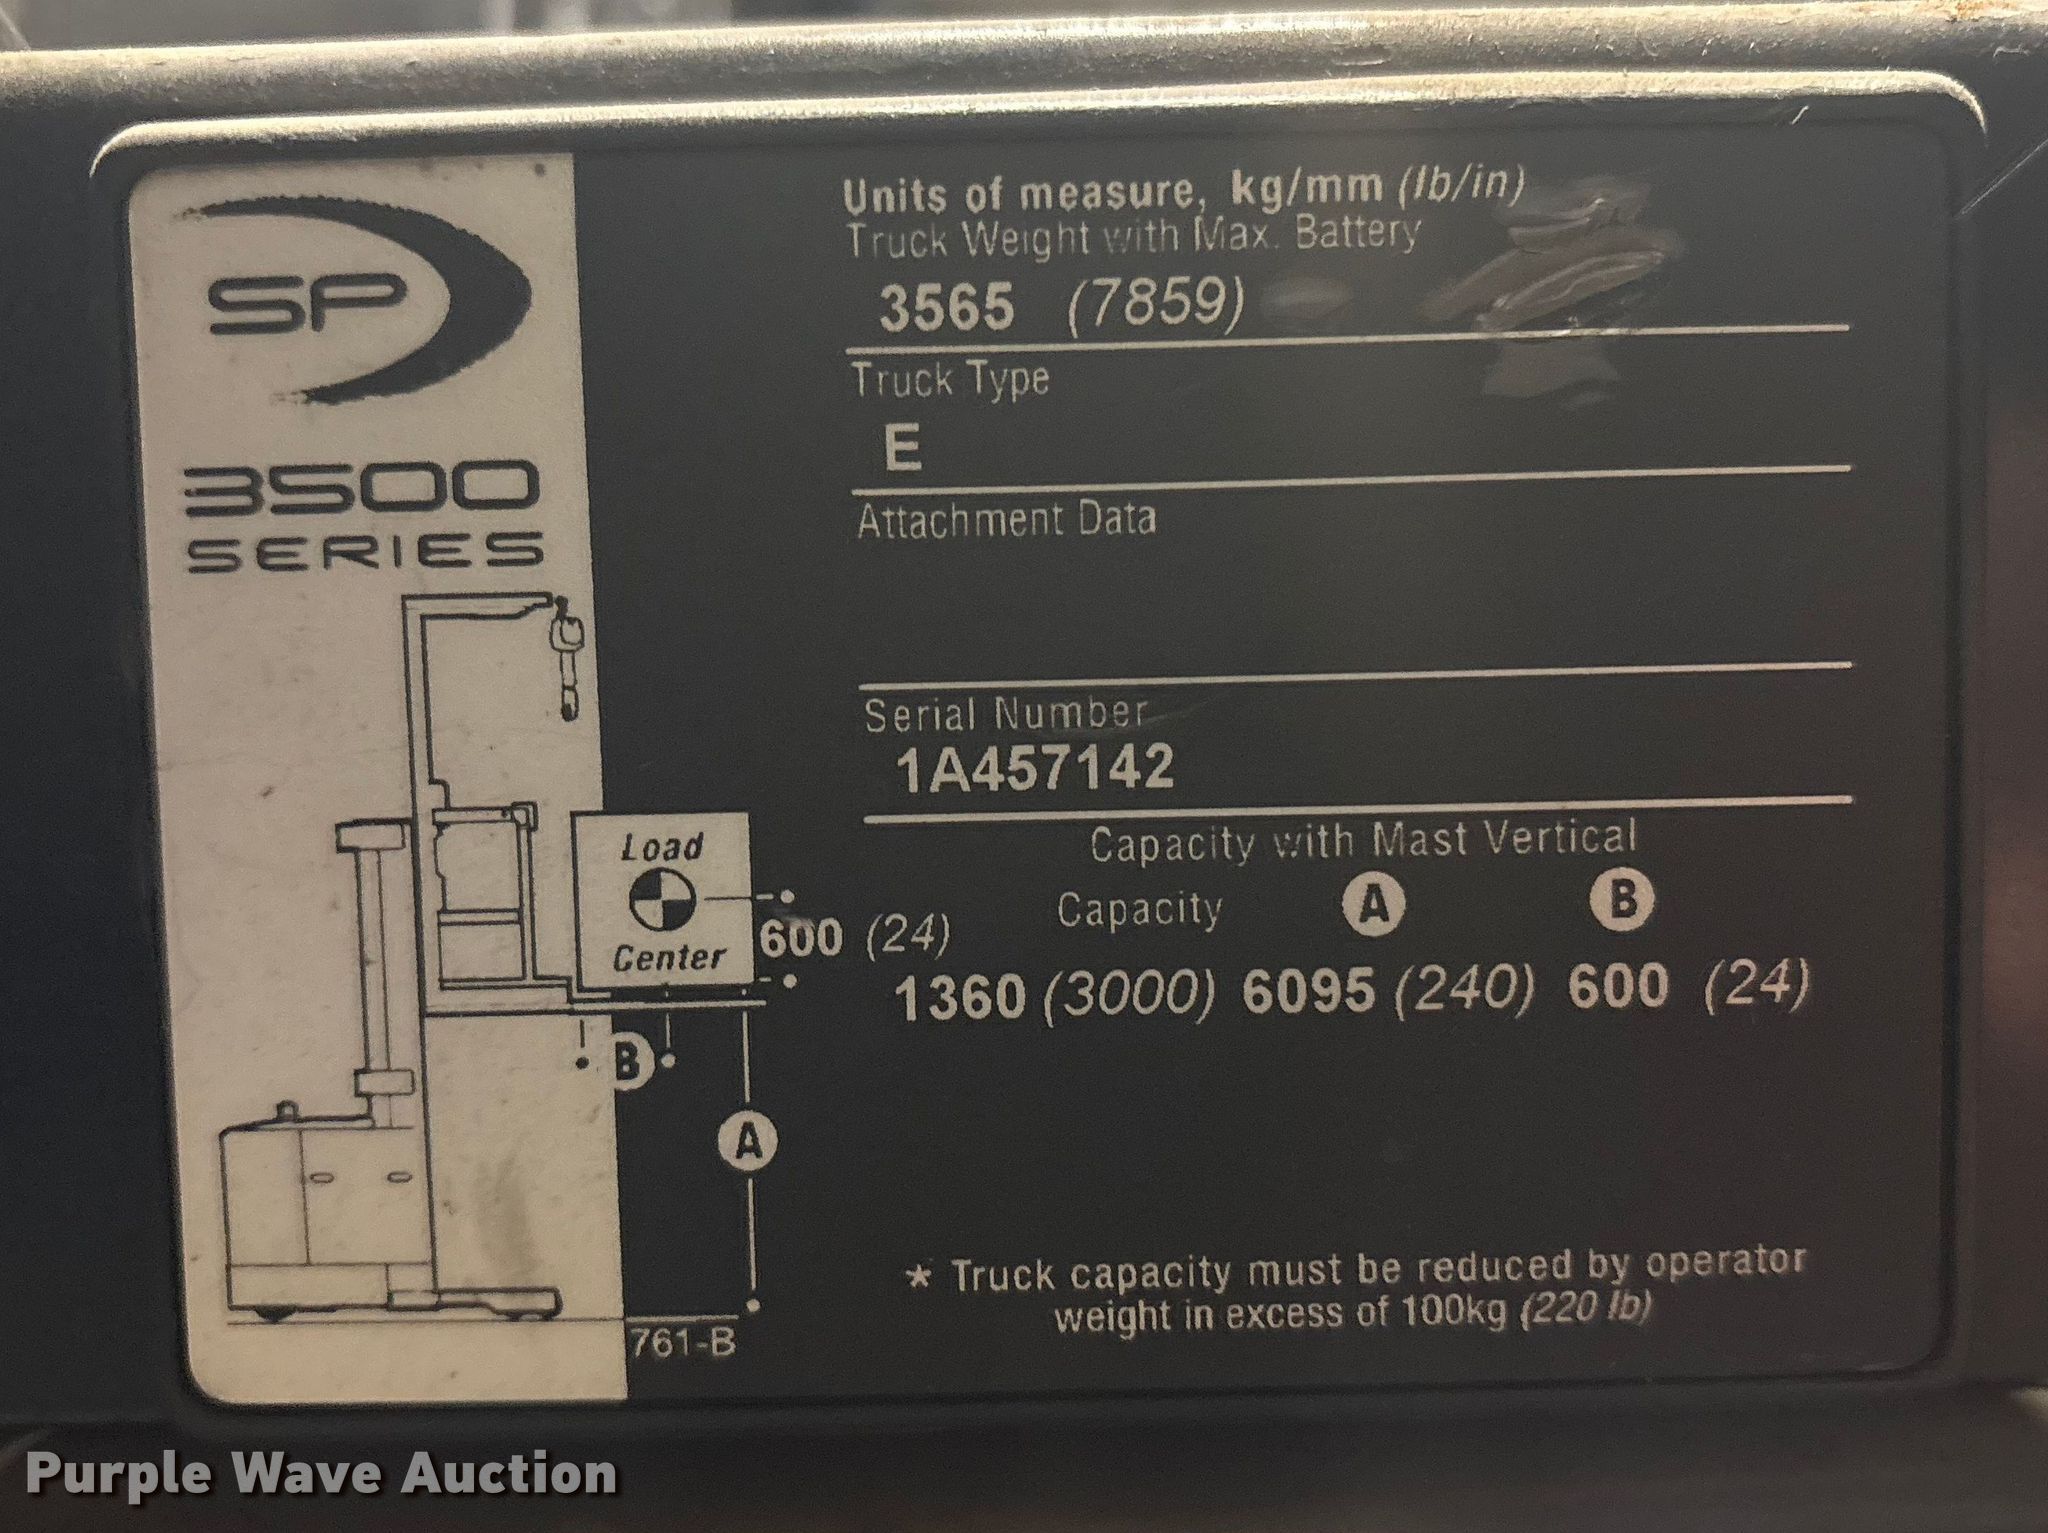 SP
3500
SERIES
Units of measure, kg/mm (lb/in)
Truck Weight with Max. Battery
3565 (7859)
Truck Type
E
Attachment Data
Serial Number
1A457142
Capacity with Mast Vertical
Capacity A B
1360 (3000) 6095 (240) 600 (24)
Load
Center
600 (24)
B
A
761-B
* Truck capacity must be reduced by operator
weight in excess of 100kg (220 lb)
Purple Wave Auction